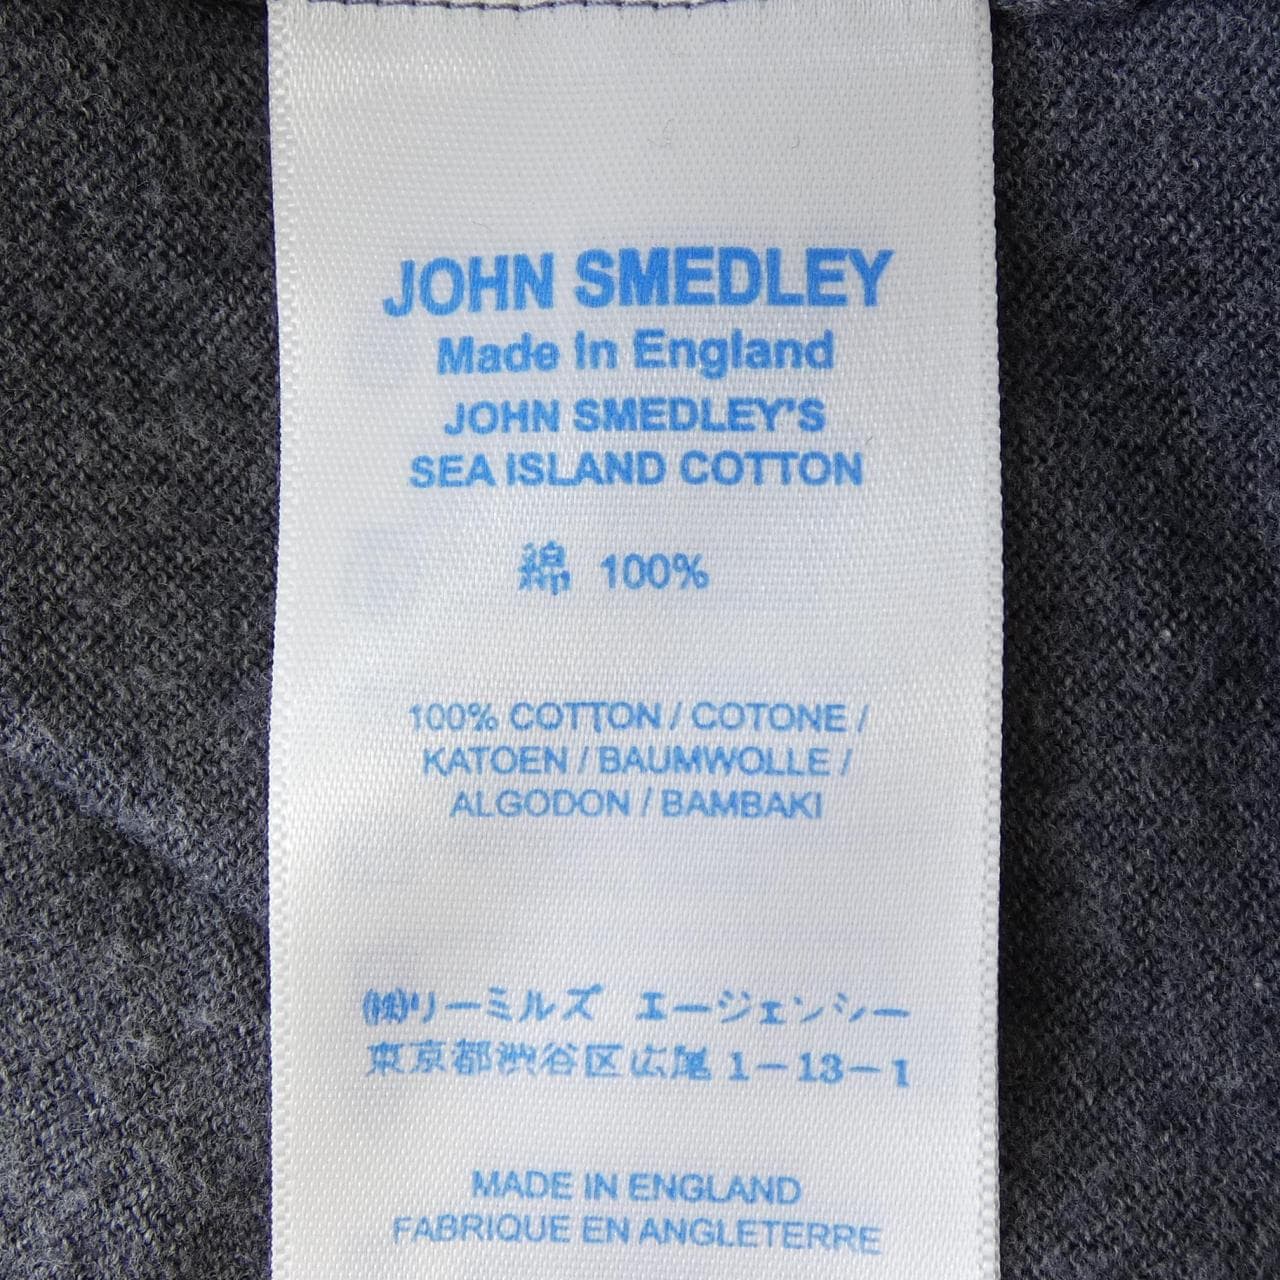 JOHN SMEDLEY
Made In England
JOHN SMEDLEY'S
SEA ISLAND COTTON
綿 100%
100% COTTON / COTONE /
KATOEN / BAUMWOLLE /
ALGODON / BAMBAKI
㈱リーミルズ エージェンシー
東京都渋谷区広尾1-13-1
MADE IN ENGLAND
FABRIQUE EN ANGLETERRE